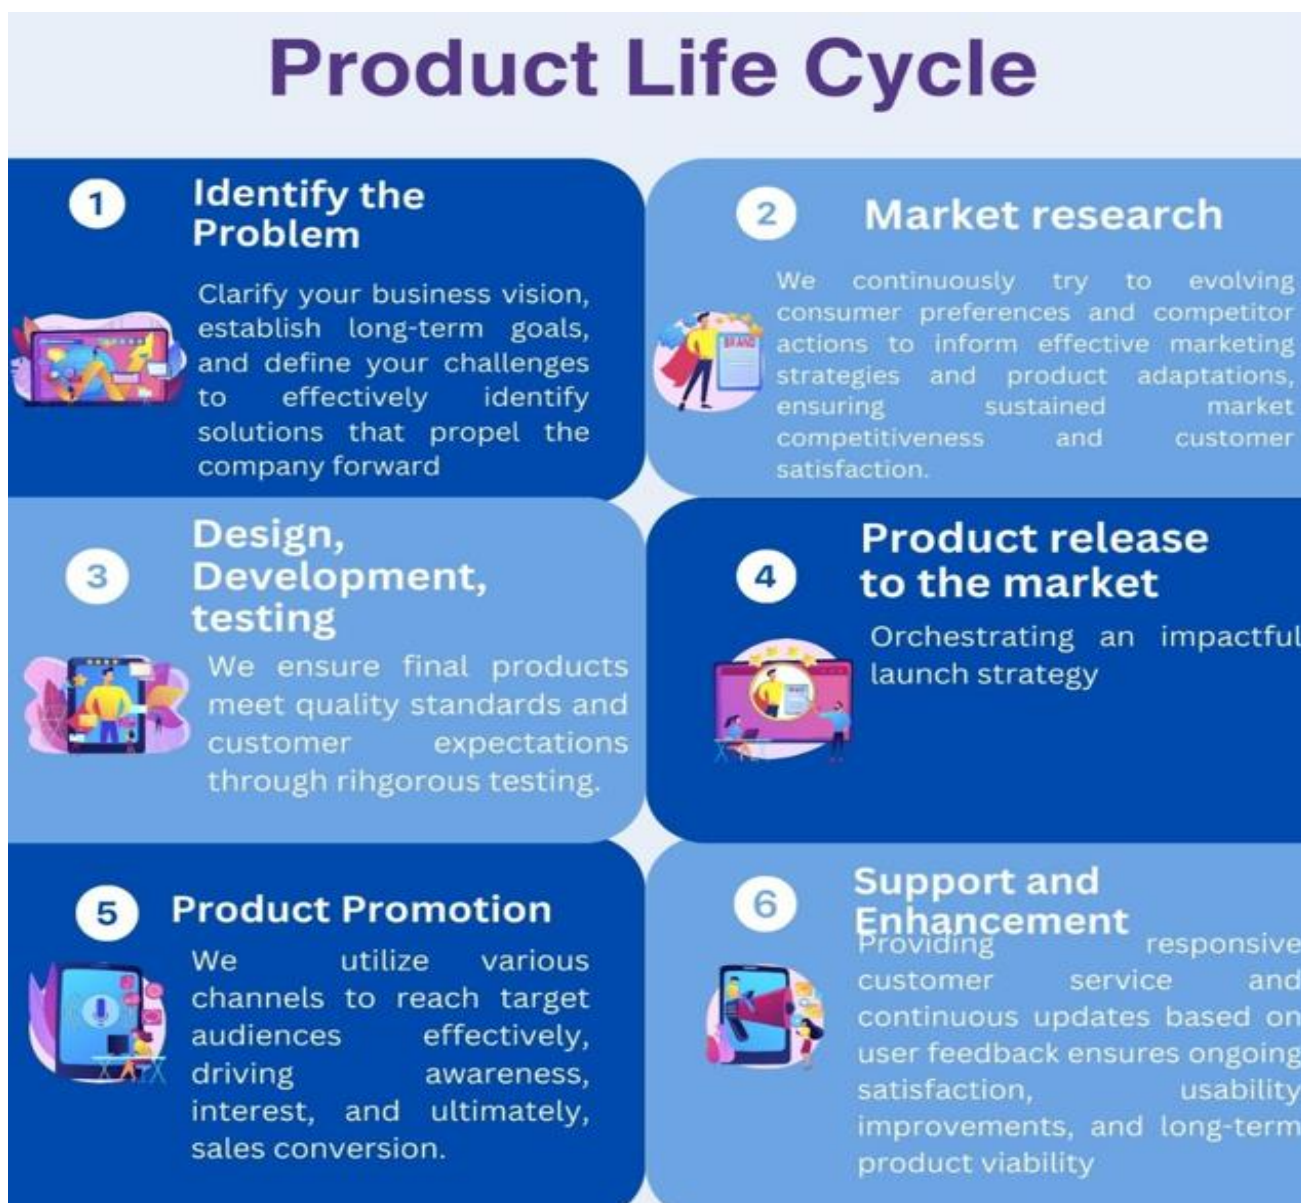 Product Life Cycle
1
Identify the
Problem
Clarify your business vision,
establish long-term goals,
and define your challenges
to effectively identify
solutions that propel the
company forward
2
Market research
We continuously try to evolving
consumer preferences and competitor
actions to inform effective marketing
strategies and product adaptations,
ensuring sustained market
competitiveness and customer
satisfaction.
BRAND
3
Design,
Development,
testing
We ensure final products
meet quality standards and
customer expectations
through rihgorous testing.
4
Product release
to the market
Orchestrating an impactful
launch strategy
5
Product Promotion
We utilize various
channels to reach target
audiences effectively,
driving awareness,
interest, and ultimately,
sales conversion.
6
Support and
Enhancement
Providing responsive
customer service and
continuous updates based on
user feedback ensures ongoing
satisfaction, usability
improvements, and long-term
product viability